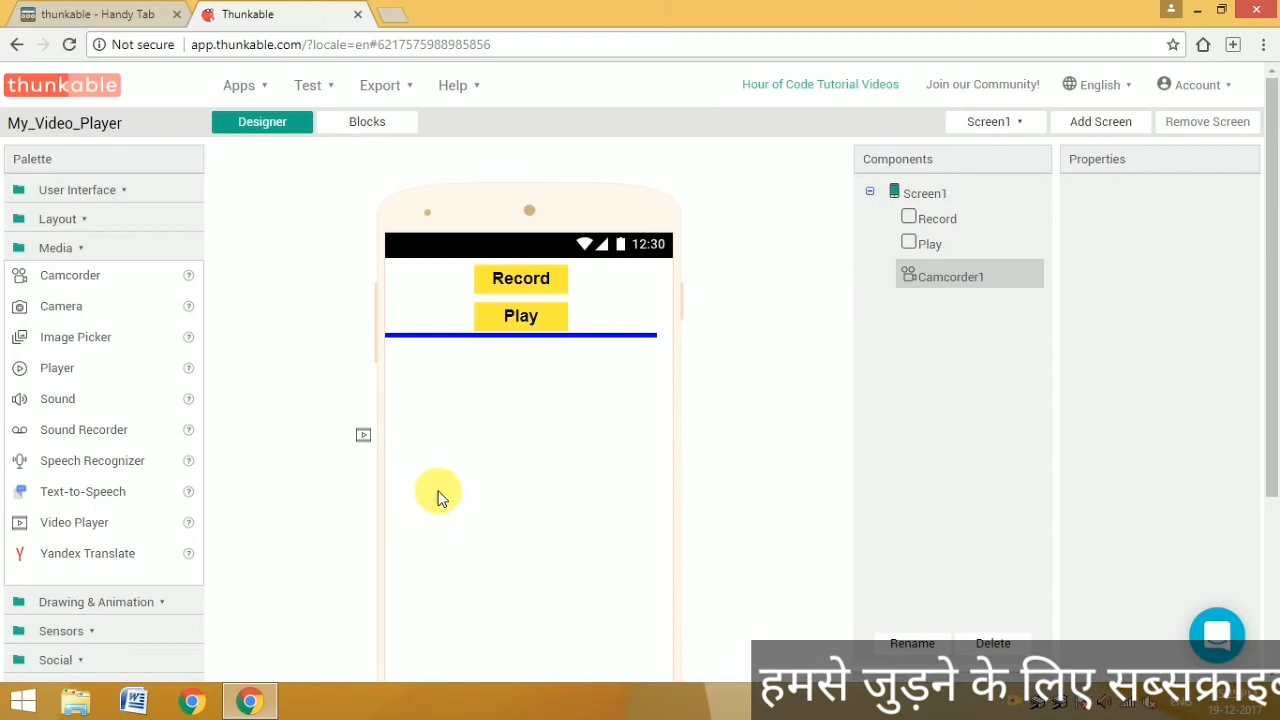 thunkable - Handy Tab
Thunkable
Not secure
app.thunkable.com/?locale=en#6217575988985856
thunkable
Apps
Test
Export
Help
Hour of Code Tutorial Videos
Join our Community!
English
Account
My_Video_Player
Designer
Blocks
Screen1
Add Screen
Remove Screen
Palette
User Interface
Layout
Media
Camcorder
Camera
Image Picker
Player
Sound
Sound Recorder
Speech Recognizer
Text-to-Speech
Video Player
Yandex Translate
Drawing & Animation
Sensors
Social
12:30
Record
Play
Components
Screen1
Record
Play
Camcorder1
Rename
Delete
Properties
हमसे जुड़ने के लिए
19-12-2017